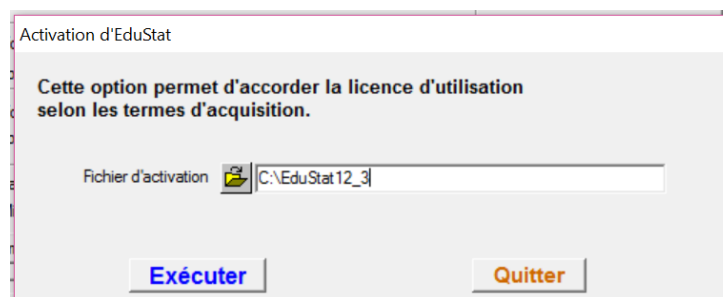 Activation d'EduStat
Cette option permet d'accorder la licence d'utilisation
selon les termes d'acquisition.
Fichier d'activation C:\EduStat12_3
Exécuter Quitter